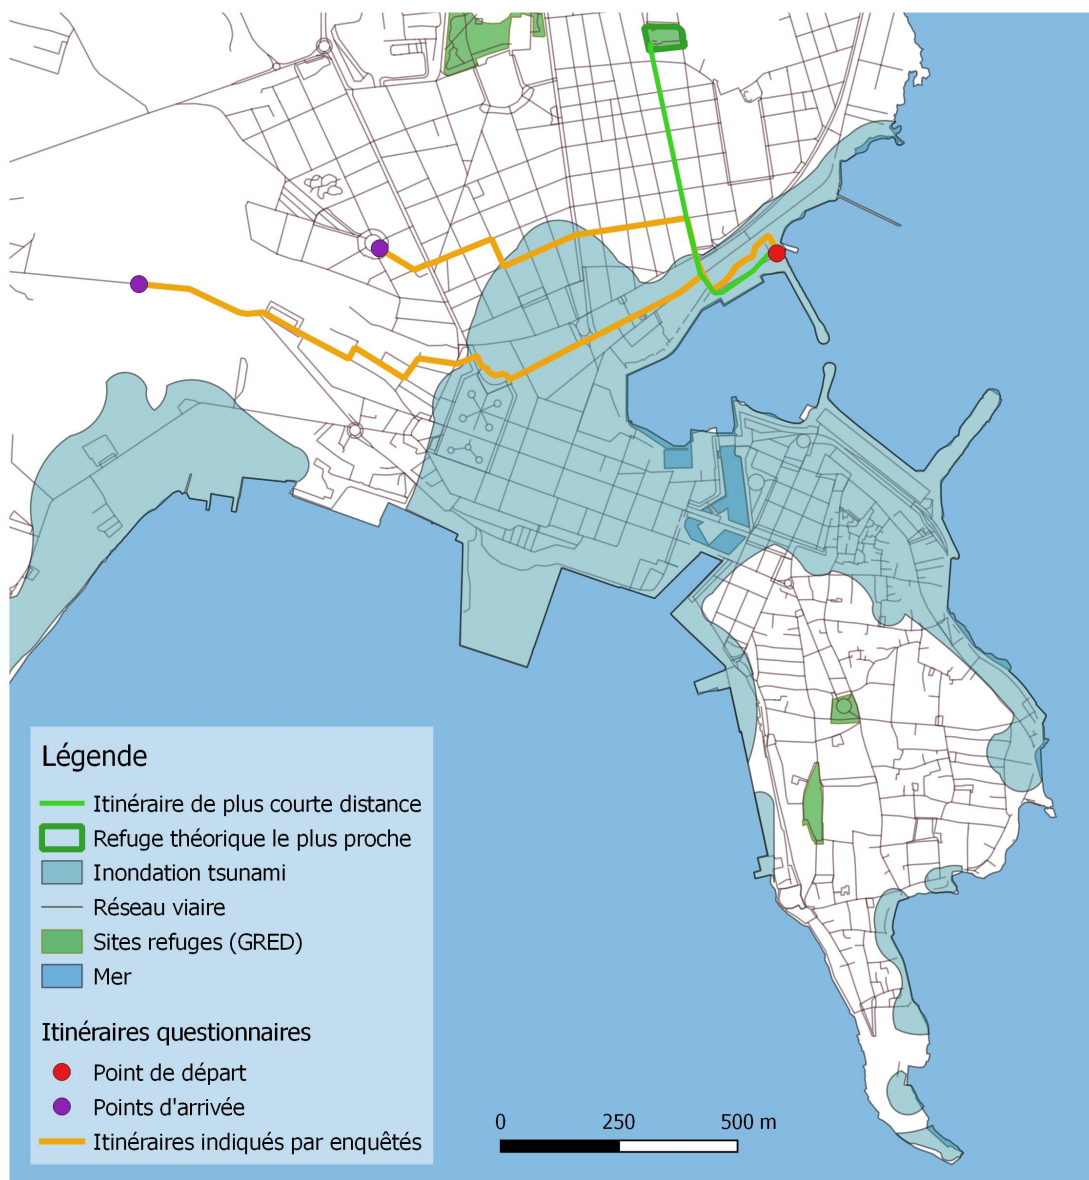 Légende
Itinéraire de plus courte distance
Refuge théorique le plus proche
Inondation tsunami
Réseau viaire
Sites refuges (GRED)
Mer
Itinéraires questionnaires
Point de départ
Points d'arrivée
Itinéraires indiqués par enquêtés
0 250 500 m